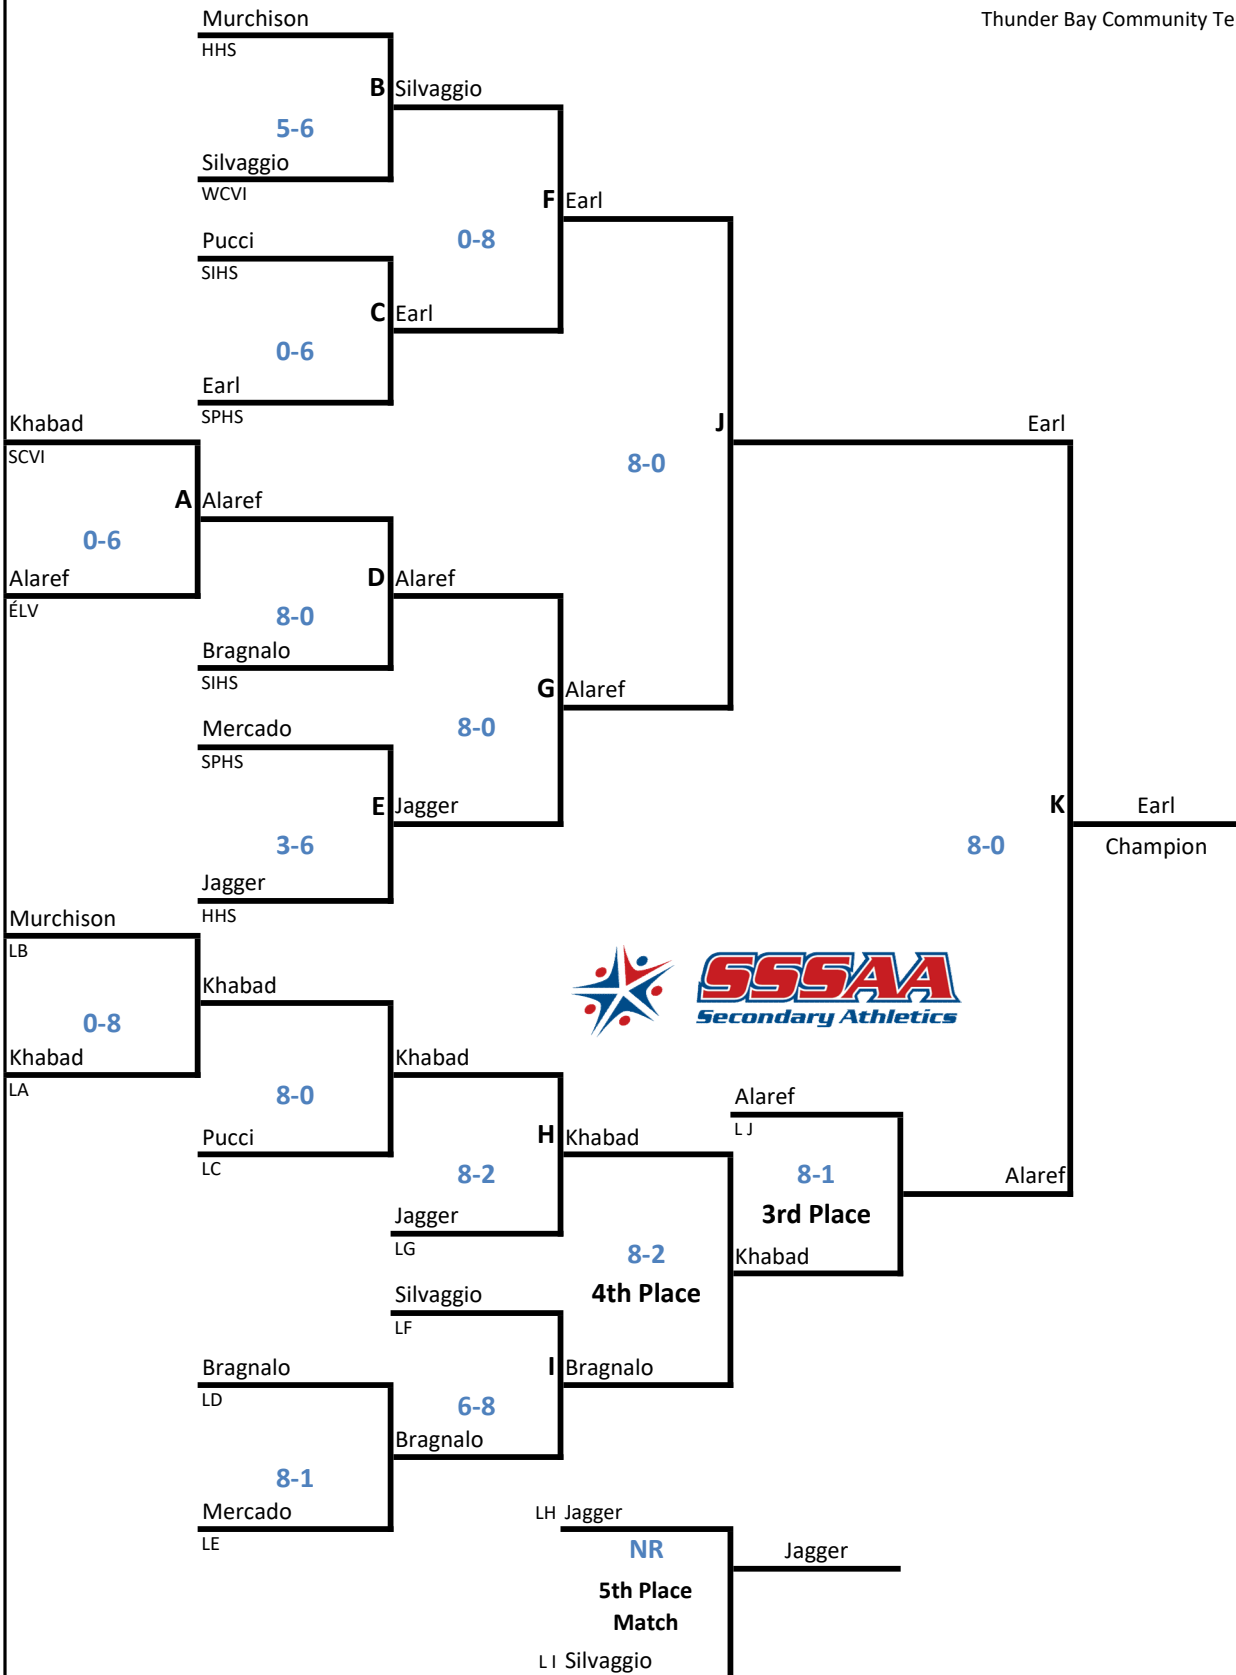 Murchison
Thunder Bay Community Te
HHS
B Silvaggio
5-6
Silvaggio
WCVI
F Earl
Pucci
0-8
SIHS
C Earl
0-6
Earl
SPHS
Khabad
J
Earl
SCVI
8-0
A Alaref
0-6
Alaref
D Alaref
ÉLV
8-0
Bragnalo
SIHS
G Alaref
Mercado
8-0
SPHS
E Jagger
K
Earl
3-6
8-0
Champion
Jagger
HHS
Murchison
LB
Khabad
SSSAA
Secondary Athletics
0-8
Khabad
Khabad
LA
8-0
Alaref
L J
Pucci
H Khabad
LC
8-2
8-1
Alaref
Jagger
3rd Place
LG
8-2
Khabad
4th Place
Silvaggio
LF
Bragnalo
I Bragnalo
LD
6-8
Bragnalo
8-1
Mercado
LH Jagger
LE
NR
Jagger
5th Place
Match
L I Silvaggio